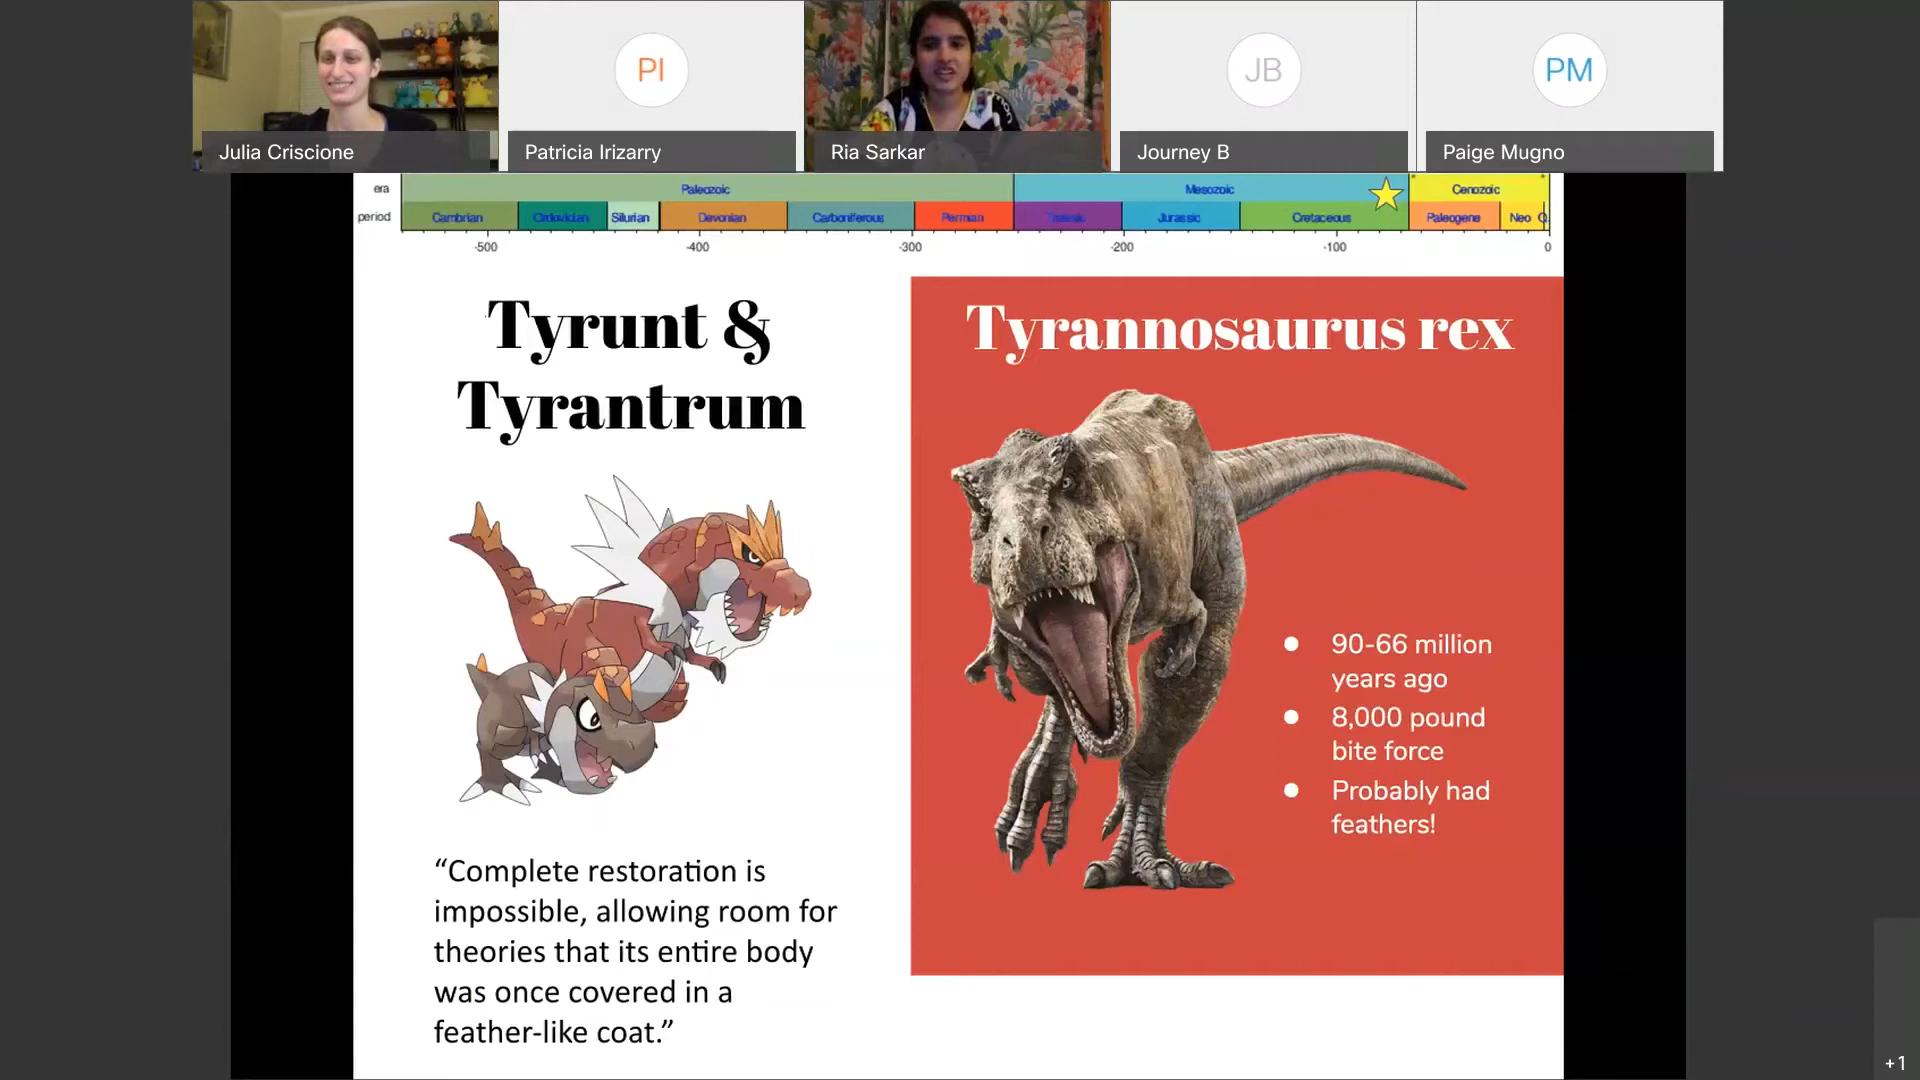 PI
JB
PM
Julia Criscione
Patricia Irizarry
Ria Sarkar
Journey B
Paige Mugno
era
Paleozoic
Mesozoic
Cenozoic
period
Cambrian
Ordovician
Silurian
Devonian
Carboniferous
Permian
Triassic
Jurassic
Cretaceous
Paleogene
Neo
Q.
-500
-400
-300
-200
-100
0
Tyrunt &
Tyrantrum
“Complete restoration is
impossible, allowing room for
theories that its entire body
was once covered in a
feather-like coat.”
Tyrannosaurus rex
● 90-66 million
years ago
● 8,000 pound
bite force
● Probably had
feathers!
+1